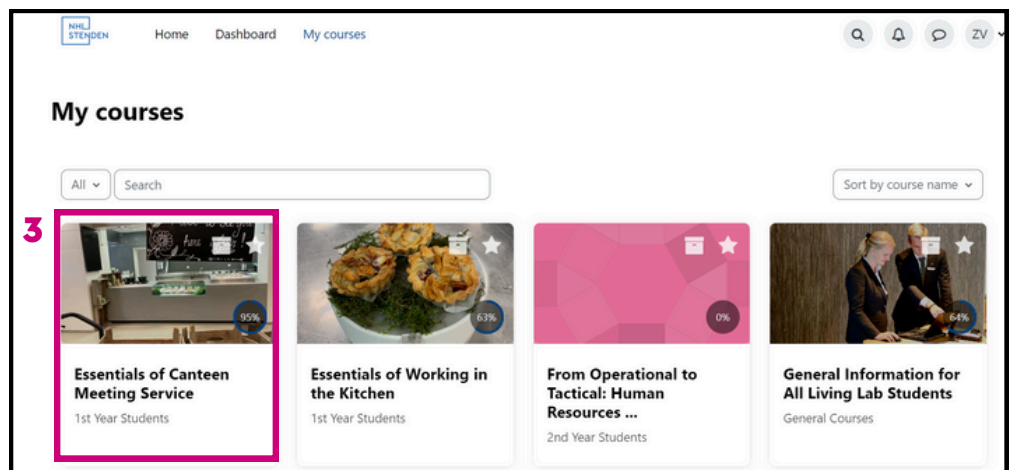 NHL
STENDEN
Home Dashboard My courses ZV
My courses
All Search Sort by course name
3
here
95% 63% 0% 64%
Essentials of Canteen
Meeting Service
1st Year Students
Essentials of Working in
the Kitchen
1st Year Students
From Operational to
Tactical: Human
Resources ...
2nd Year Students
General Information for
All Living Lab Students
General Courses